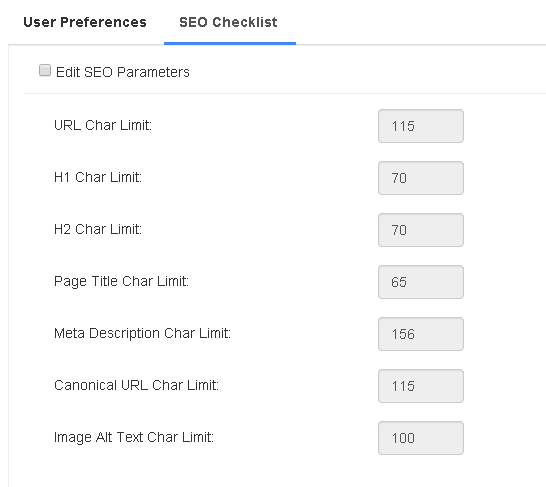 User Preferences SEO Checklist
Edit SEO Parameters
URL Char Limit: 115
H1 Char Limit: 70
H2 Char Limit: 70
Page Title Char Limit: 65
Meta Description Char Limit: 156
Canonical URL Char Limit: 115
Image Alt Text Char Limit: 100